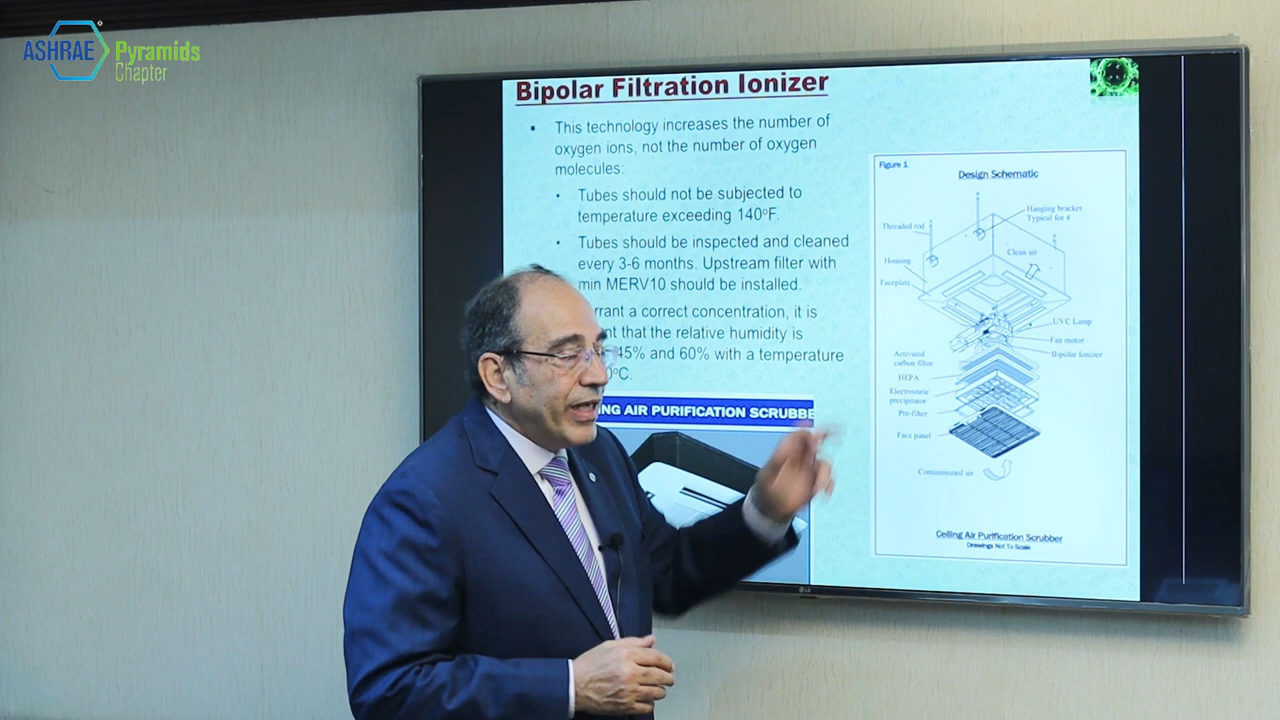 ASHRAE Pyramids
Chapter
Bipolar Filtration Ionizer
This technology increases the number of
oxygen ions, not the number of oxygen
molecules:
Tubes should not be subjected to
temperature exceeding 140°F.
Tubes should be inspected and cleaned
every 3-6 months. Upstream filter with
min MERV10 should be installed.
a correct concentration, it is
that the relative humidity is
45% and 60% with a temperature
AIR PURIFICATION
Figure 1
Design Schematic
Hanging bracket
Typical for 4
Threaded rod
Clean air
Housing
Faceplate
UVC Lamp
Fan motor
Bipolar Ionizer
Activated
carbon filter
HEPA
Electrostatic
precipitator
Pre-filter
Face panel
Contaminated air
Ceiling Air Purification Scrubber
Drawings Not To Scale
LG